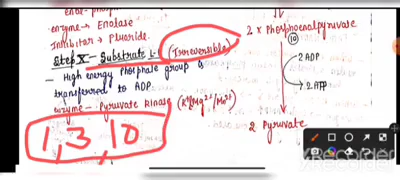 enzyme → Enolase
Inhibitor → Fluoride.
Step X - Substrate L- (Irreversible)
- High energy Phosphate group is
transferred to ADP.
enzyme - Pyruvate Kinase (K⁺/Mg²⁺/Mn²⁺)
1, 3, 10
2 x Phosphoenolpyruvate
10
2 ADP
2 ATP
2 Pyruvate